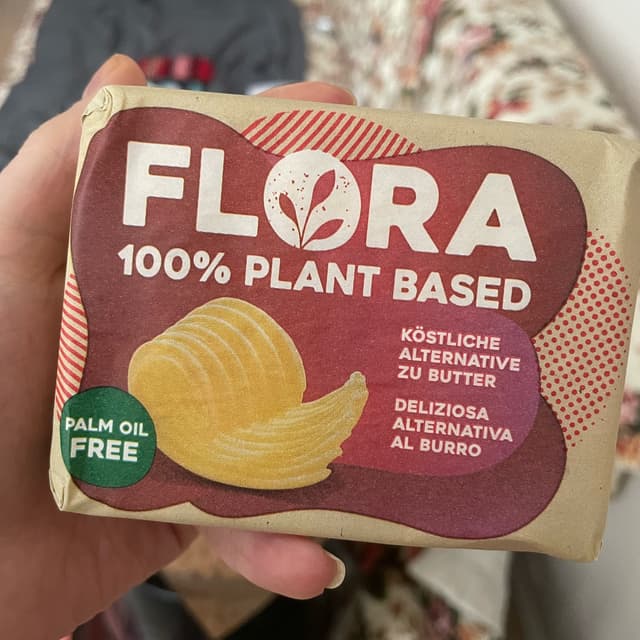 FLORA
100% PLANT BASED
KÖSTLICHE
ALTERNATIVE
ZU BUTTER
DELIZIOSA
ALTERNATIVA
AL BURRO
PALM OIL
FREE